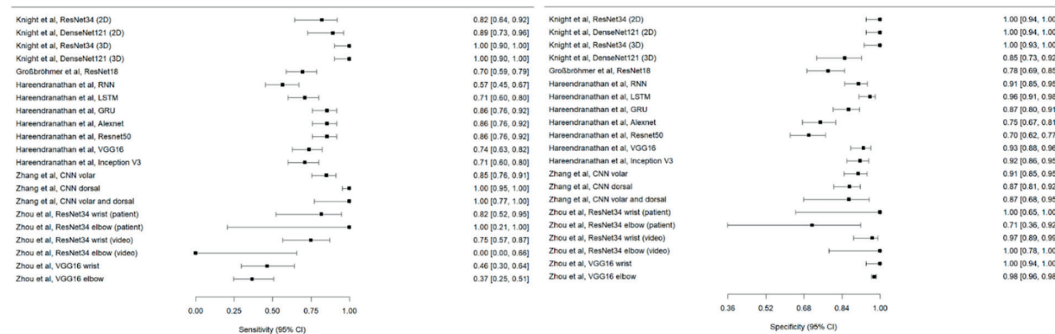 Knight et al, ResNet34 (2D) 0.82 [0.64, 0.92]
Knight et al, DenseNet121 (2D) 0.89 [0.73, 0.96]
Knight et al, ResNet34 (3D) 1.00 [0.90, 1.00]
Knight et al, DenseNet121 (3D) 1.00 [0.90, 1.00]
Großbröhmer et al, ResNet18 0.70 [0.59, 0.79]
Hareendranathan et al, RNN 0.57 [0.45, 0.67]
Hareendranathan et al, LSTM 0.71 [0.60, 0.80]
Hareendranathan et al, GRU 0.86 [0.76, 0.92]
Hareendranathan et al, Alexnet 0.86 [0.76, 0.92]
Hareendranathan et al, Resnet50 0.86 [0.76, 0.92]
Hareendranathan et al, VGG16 0.74 [0.63, 0.82]
Hareendranathan et al, Inception V3 0.71 [0.60, 0.80]
Zhang et al, CNN volar 0.85 [0.76, 0.91]
Zhang et al, CNN dorsal 1.00 [0.95, 1.00]
Zhang et al, CNN volar and dorsal 1.00 [0.77, 1.00]
Zhou et al, ResNet34 wrist (patient) 0.82 [0.52, 0.95]
Zhou et al, ResNet34 elbow (patient) 1.00 [0.21, 1.00]
Zhou et al, ResNet34 wrist (video) 0.75 [0.57, 0.87]
Zhou et al, ResNet34 elbow (video) 0.00 [0.00, 0.66]
Zhou et al, VGG16 wrist 0.46 [0.30, 0.64]
Zhou et al, VGG16 elbow 0.37 [0.25, 0.51]
0.00 0.25 0.50 0.75 1.00
Sensitivity (95% CI)
Knight et al, ResNet34 (2D) 1.00 [0.94, 1.00
Knight et al, DenseNet121 (2D) 1.00 [0.94, 1.00
Knight et al, ResNet34 (3D) 1.00 [0.93, 1.00
Knight et al, DenseNet121 (3D) 0.85 [0.73, 0.92
Großbröhmer et al, ResNet18 0.78 [0.69, 0.85
Hareendranathan et al, RNN 0.91 [0.85, 0.95
Hareendranathan et al, LSTM 0.96 [0.91, 0.98
Hareendranathan et al, GRU 0.87 [0.80, 0.91
Hareendranathan et al, Alexnet 0.75 [0.67, 0.81
Hareendranathan et al, Resnet50 0.70 [0.62, 0.77
Hareendranathan et al, VGG16 0.93 [0.88, 0.96
Hareendranathan et al, Inception V3 0.92 [0.86, 0.95
Zhang et al, CNN volar 0.91 [0.85, 0.95
Zhang et al, CNN dorsal 0.87 [0.81, 0.92
Zhang et al, CNN volar and dorsal 0.87 [0.68, 0.95
Zhou et al, ResNet34 wrist (patient) 1.00 [0.65, 1.00
Zhou et al, ResNet34 elbow (patient) 0.71 [0.36, 0.92
Zhou et al, ResNet34 wrist (video) 0.97 [0.89, 0.99
Zhou et al, ResNet34 elbow (video) 1.00 [0.78, 1.00
Zhou et al, VGG16 wrist 1.00 [0.94, 1.00
Zhou et al, VGG16 elbow 0.98 [0.96, 0.98
0.36 0.52 0.68 0.84 1.00
Specificity (95% CI)